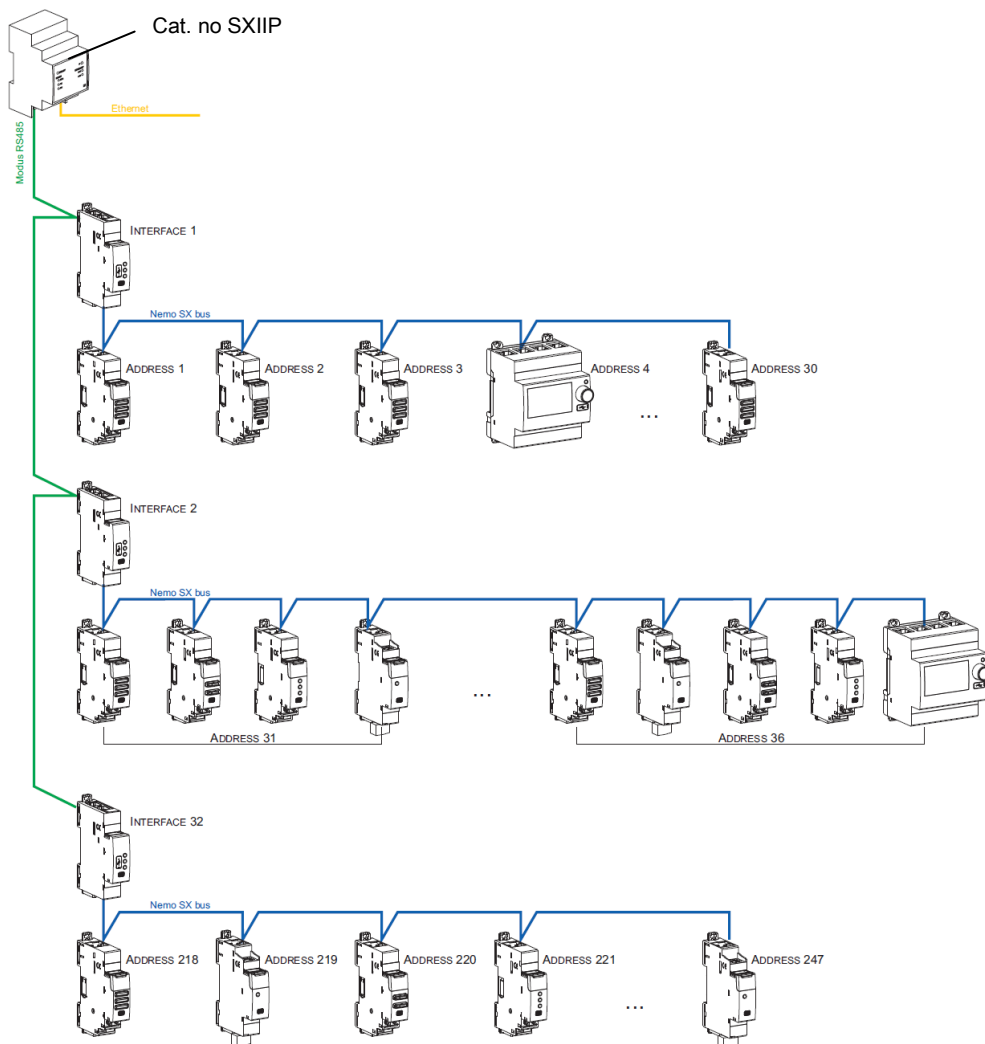 Cat. no SXIIP
Ethernet
Modus RS485
INTERFACE 1
Nemo SX bus
ADDRESS 1
ADDRESS 2
ADDRESS 3
ADDRESS 4
ADDRESS 30
...
INTERFACE 2
Nemo SX bus
...
ADDRESS 31
ADDRESS 36
INTERFACE 32
Nemo SX bus
ADDRESS 218
ADDRESS 219
ADDRESS 220
ADDRESS 221
ADDRESS 247
...